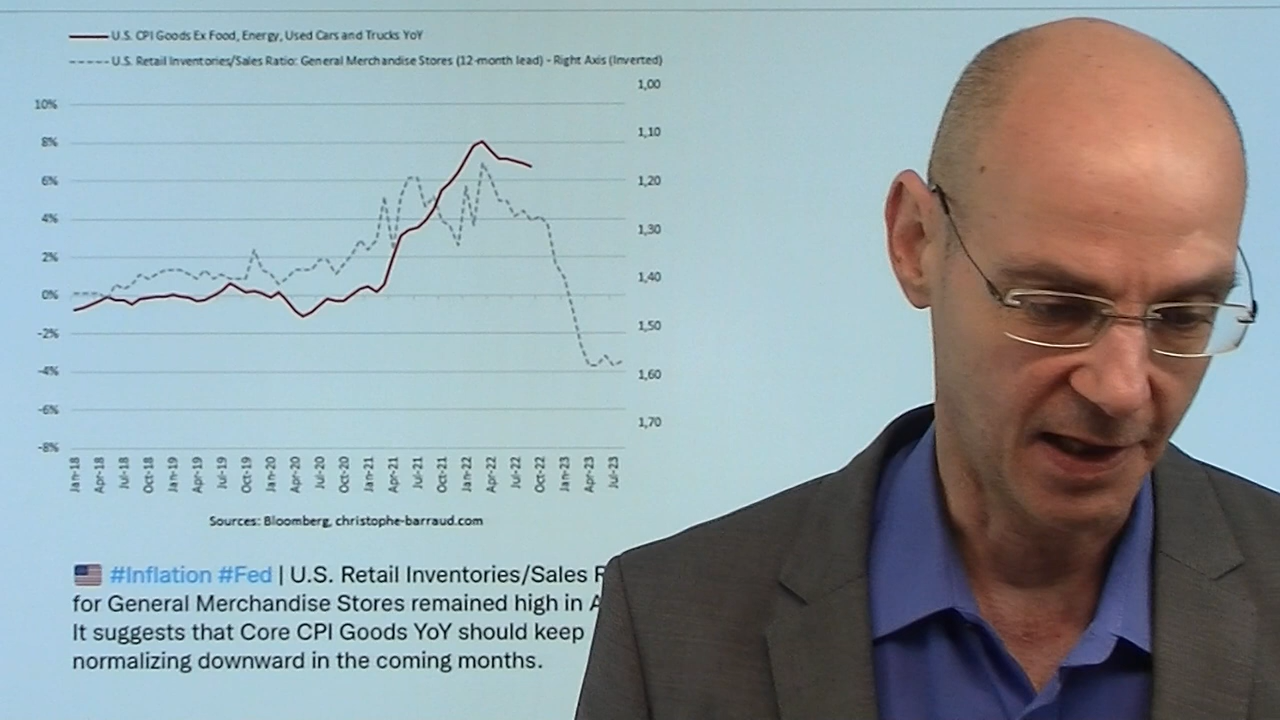 U.S. CPI Goods Ex Food, Energy, Used Cars and Trucks YoY
U.S. Retail Inventories/Sales Ratio: General Merchandise Stores (12-month lead) - Right Axis (Inverted)
1,00
10%
1,10
8%
6%
1,20
4%
1,30
2%
1,40
0%
1,50
-2%
-4%
1,60
-6%
1,70
-8%
Jan-18
Apr-18
Jul-18
Oct-18
Jan-19
Apr-19
Jul-19
Oct-19
Jan-20
Apr-20
Jul-20
Oct-20
Jan-21
Apr-21
Jul-21
Oct-21
Jan-22
Apr-22
Jul-22
Oct-22
Jan-23
Apr-23
Jul-23
Sources: Bloomberg, christophe-barraud.com
#Inflation #Fed | U.S. Retail Inventories/Sales
for General Merchandise Stores remained high in
It suggests that Core CPI Goods YoY should keep
normalizing downward in the coming months.